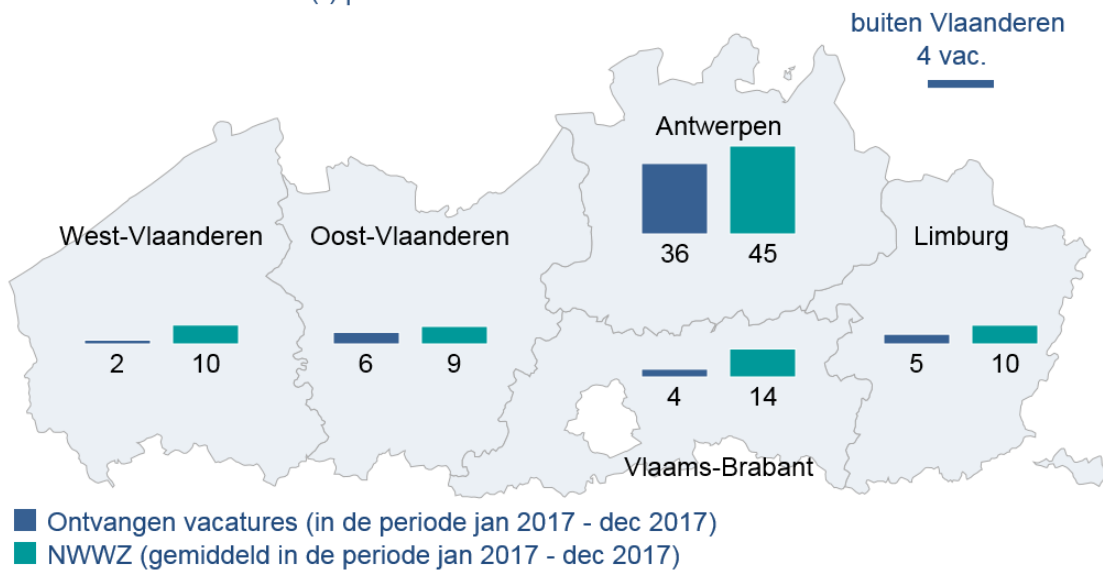 buiten Vlaanderen
4 vac.
Antwerpen
36 45
West-Vlaanderen
2 10
Oost-Vlaanderen
6 9
Limburg
5 10
4 14
Vlaams-Brabant
Ontvangen vacatures (in de periode jan 2017 - dec 2017)
NWWZ (gemiddeld in de periode jan 2017 - dec 2017)